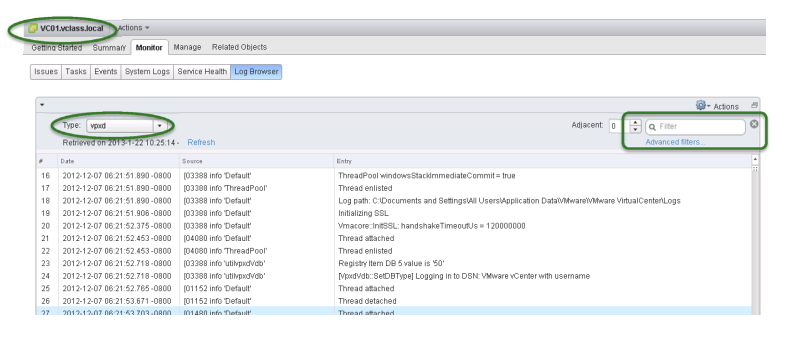 VC01.vclass.local Actions
Getting Started Summary Monitor Manage Related Objects
Issues Tasks Events System Logs Service Health Log Browser
Actions
Type: vpxd Adjacent: 0 Filter
Retrieved on 2013-1-22 10:25:14 - Refresh Advanced filters...
# Date Source Entry
16 2012-12-07 06:21:51.890 -0800 [03388 info 'Default' ThreadPool windowsStackImmediateCommit = true
17 2012-12-07 06:21:51.890 -0800 [03388 info 'ThreadPool' Thread enlisted
18 2012-12-07 06:21:51.890 -0800 [03388 info 'Default' Log path: C:\Documents and Settings\All Users\Application Data\VMware\VMware VirtualCenter\Logs
19 2012-12-07 06:21:51.906 -0800 [03388 info 'Default' Initializing SSL
20 2012-12-07 06:21:52.375 -0800 [03388 info 'Default' Vmacore::InitSSL: handshakeTimeoutUs = 120000000
21 2012-12-07 06:21:52.453 -0800 [04080 info 'Default' Thread attached
22 2012-12-07 06:21:52.453 -0800 [04080 info 'ThreadPool' Thread enlisted
23 2012-12-07 06:21:52.718 -0800 [03388 info 'utilvpxdVdb' Registry Item DB 5 value is '50'
24 2012-12-07 06:21:52.718 -0800 [03388 info 'utilvpxdVdb' [VpxdVdb::SetDBType] Logging in to DSN: VMware vCenter with username
25 2012-12-07 06:21:52.765 -0800 [01152 info 'Default' Thread attached
26 2012-12-07 06:21:53.671 -0800 [01152 info 'Default' Thread detached
27 2012-12-07 06:21:53.703 -0800 [01480 info 'Default' Thread attached